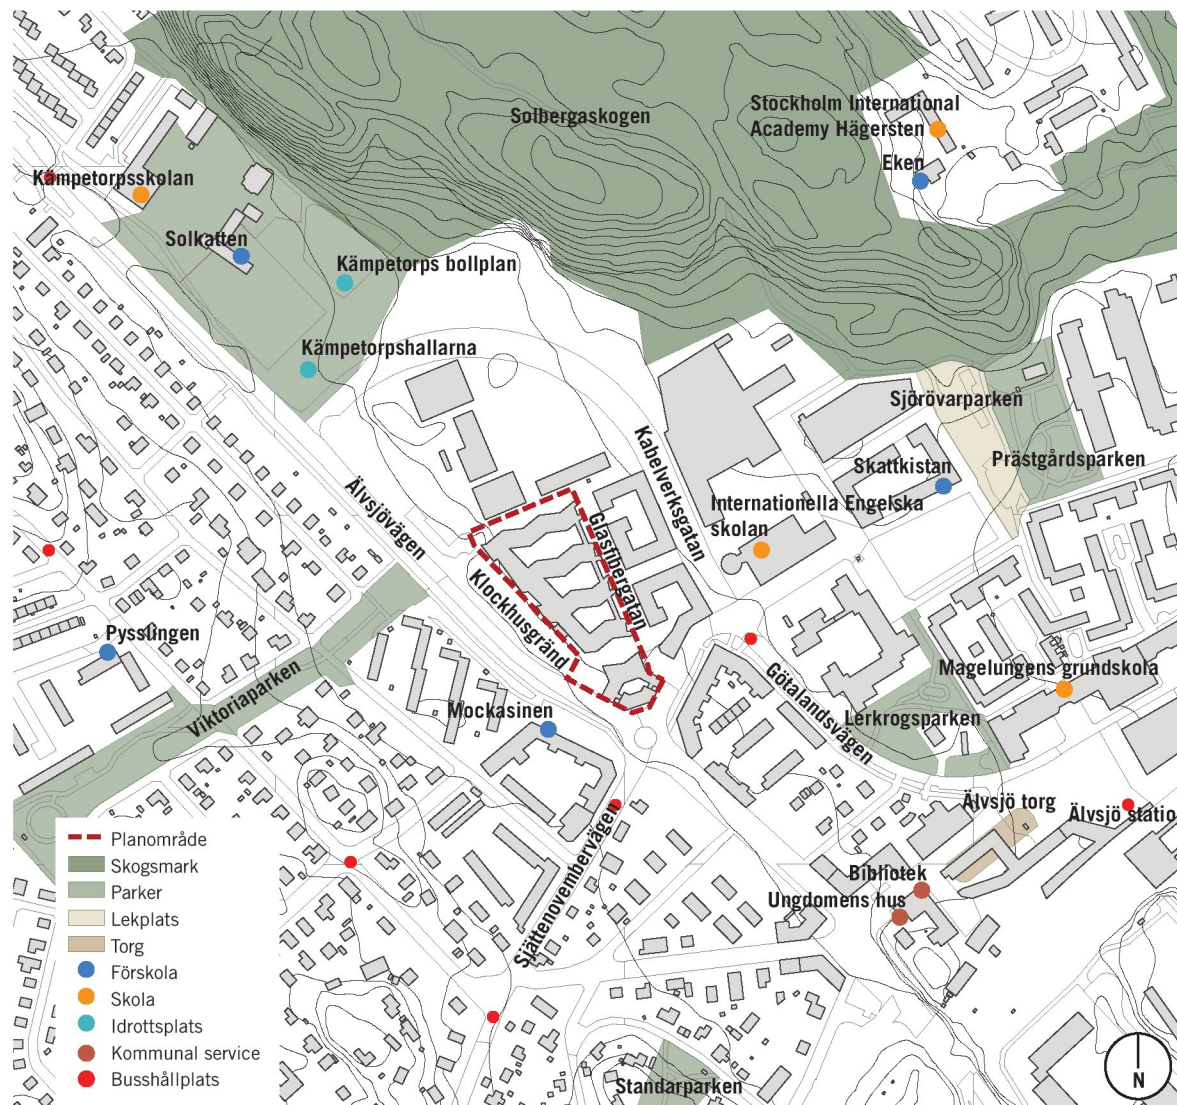 Solbergaskogen
Stockholm International
Academy Hägersten
Eken
Kämpetorpsskolan
Solkatten
Kämpetorps bollplan
Kämpetorpshallarna
Sjörövarparken
Prästgårdsparken
Skattkistan
Internationella Engelska
skolan
Kabelverksgatan
Älvsjövägen
Glasfibergatan
Klockhusgränd
Pysslingen
Viktoriaparken
Mockasinen
Götalandsvägen
Magelungens grundskola
Lerkrogsparken
Älvsjö torg
Älvsjö statio
Sjättenovembervägen
Bibliotek
Ungdomens hus
Standarparken
Planområde
Skogsmark
Parker
Lekplats
Torg
Förskola
Skola
Idrottsplats
Kommunal service
Busshållplats
N